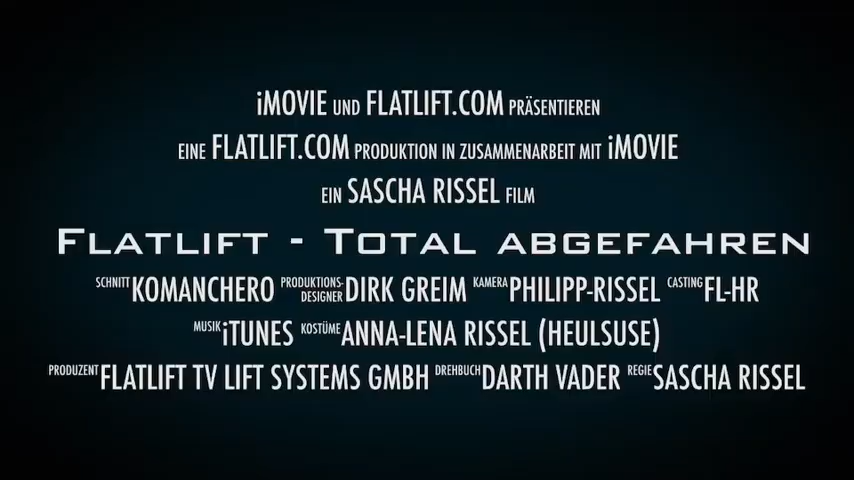 iMOVIE UND FLATLIFT.COM PRÄSENTIEREN
EINE FLATLIFT.COM PRODUKTION IN ZUSAMMENARBEIT MIT iMOVIE
EIN SASCHA RISSEL FILM
FLATLIFT - TOTAL ABGEFAHREN
SCHNITT KOMANCHERO PRODUKTIONS-DESIGNER DIRK GREIM KAMERA PHILIPP-RISSEL CASTING FL-HR
MUSIK iTUNES KOSTÜME ANNA-LENA RISSEL (HEULSUSE)
PRODUZENT FLATLIFT TV LIFT SYSTEMS GMBH DREHBUCH DARTH VADER REGIE SASCHA RISSEL